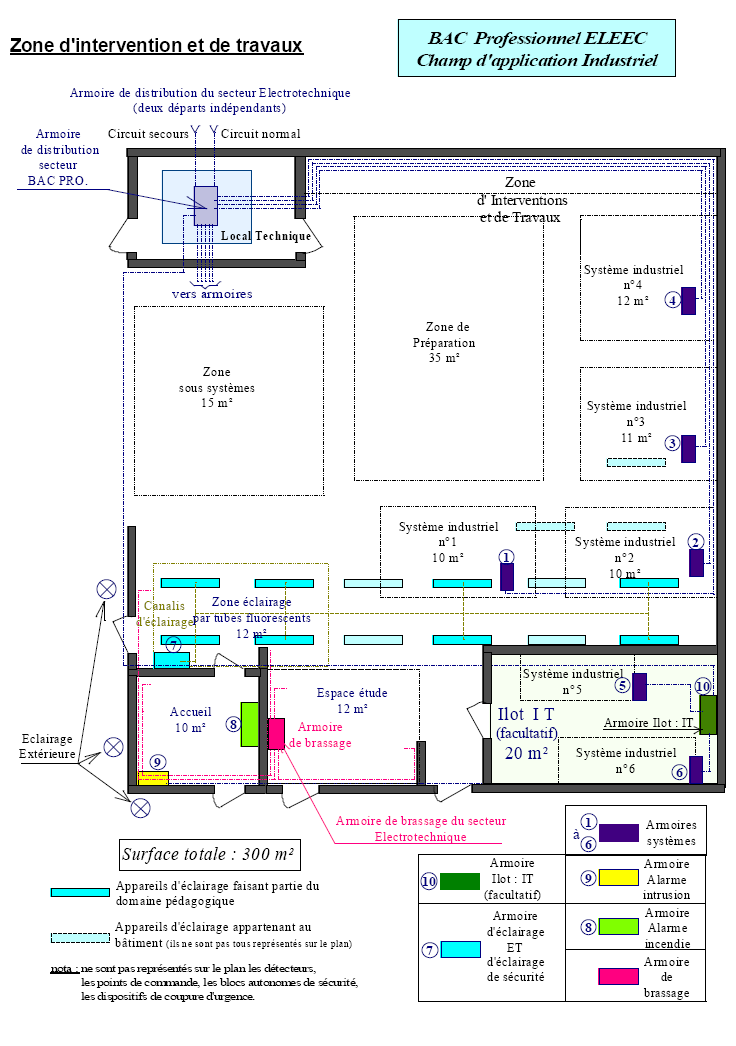 Zone d'intervention et de travaux
BAC Professionnel ELEEC
Champ d'application Industriel
Armoire de distribution du secteur Electrotechnique
(deux départs indépendants)
Armoire
de distribution
secteur
BAC PRO.
Circuit secours
Circuit normal
Zone
d' Interventions
et de Travaux
Local Technique
vers armoires
Système industriel
n°4
12 m²
4
Zone de
Préparation
35 m²
Zone
sous systèmes
15 m²
Système industriel
n°3
11 m²
3
Système industriel
n°1
10 m²
1
Système industriel
n°2
10 m²
2
Canalis
d'éclairage
7
Zone éclairage
par tubes fluorescents
12 m²
Système industriel
n°5
5
10
Accueil
10 m²
8
9
Espace étude
12 m²
Armoire
de brassage
Ilot I T
(facultatif)
20 m²
Armoire Ilot : IT
Système industriel
n°6
6
Eclairage
Extérieure
Armoire de brassage du secteur
Electrotechnique
Surface totale : 300 m²
Appareils d'éclairage faisant partie du
domaine pédagogique
Appareils d'éclairage appartenant au
bâtiment (ils ne sont pas tous représentés sur le plan)
nota : ne sont pas représentés sur le plan les détecteurs,
les points de commande, les blocs autonomes de sécurité,
les dispositifs de coupure d'urgence.
1
à
6
Armoires
systèmes
10
Armoire
Ilot : IT
(facultatif)
9
Armoire
Alarme
intrusion
7
Armoire
d'éclairage
ET
d'éclairage
de sécurité
8
Armoire
Alarme
incendie
Armoire
de
brassage